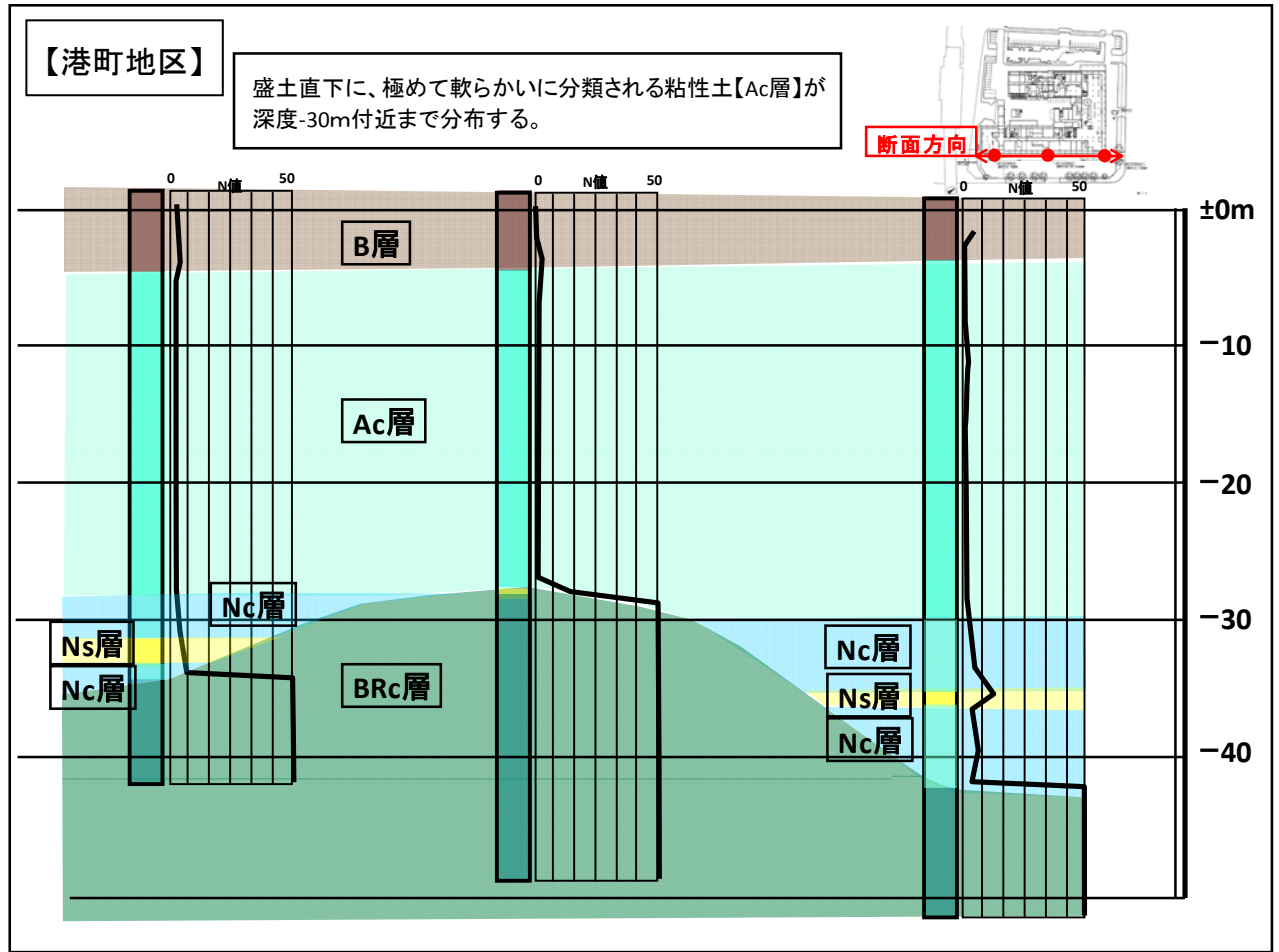 【港町地区】
盛土直下に、極めて軟らかいに分類される粘性土【Ac層】が
深度-30m付近まで分布する。
断面方向
0 N値 50
0 N値 50
0 N値 50
±0m
B層
−10
Ac層
−20
Nc層
−30
Ns層
Nc層
Nc層
BRc層
Ns層
Nc層
−40